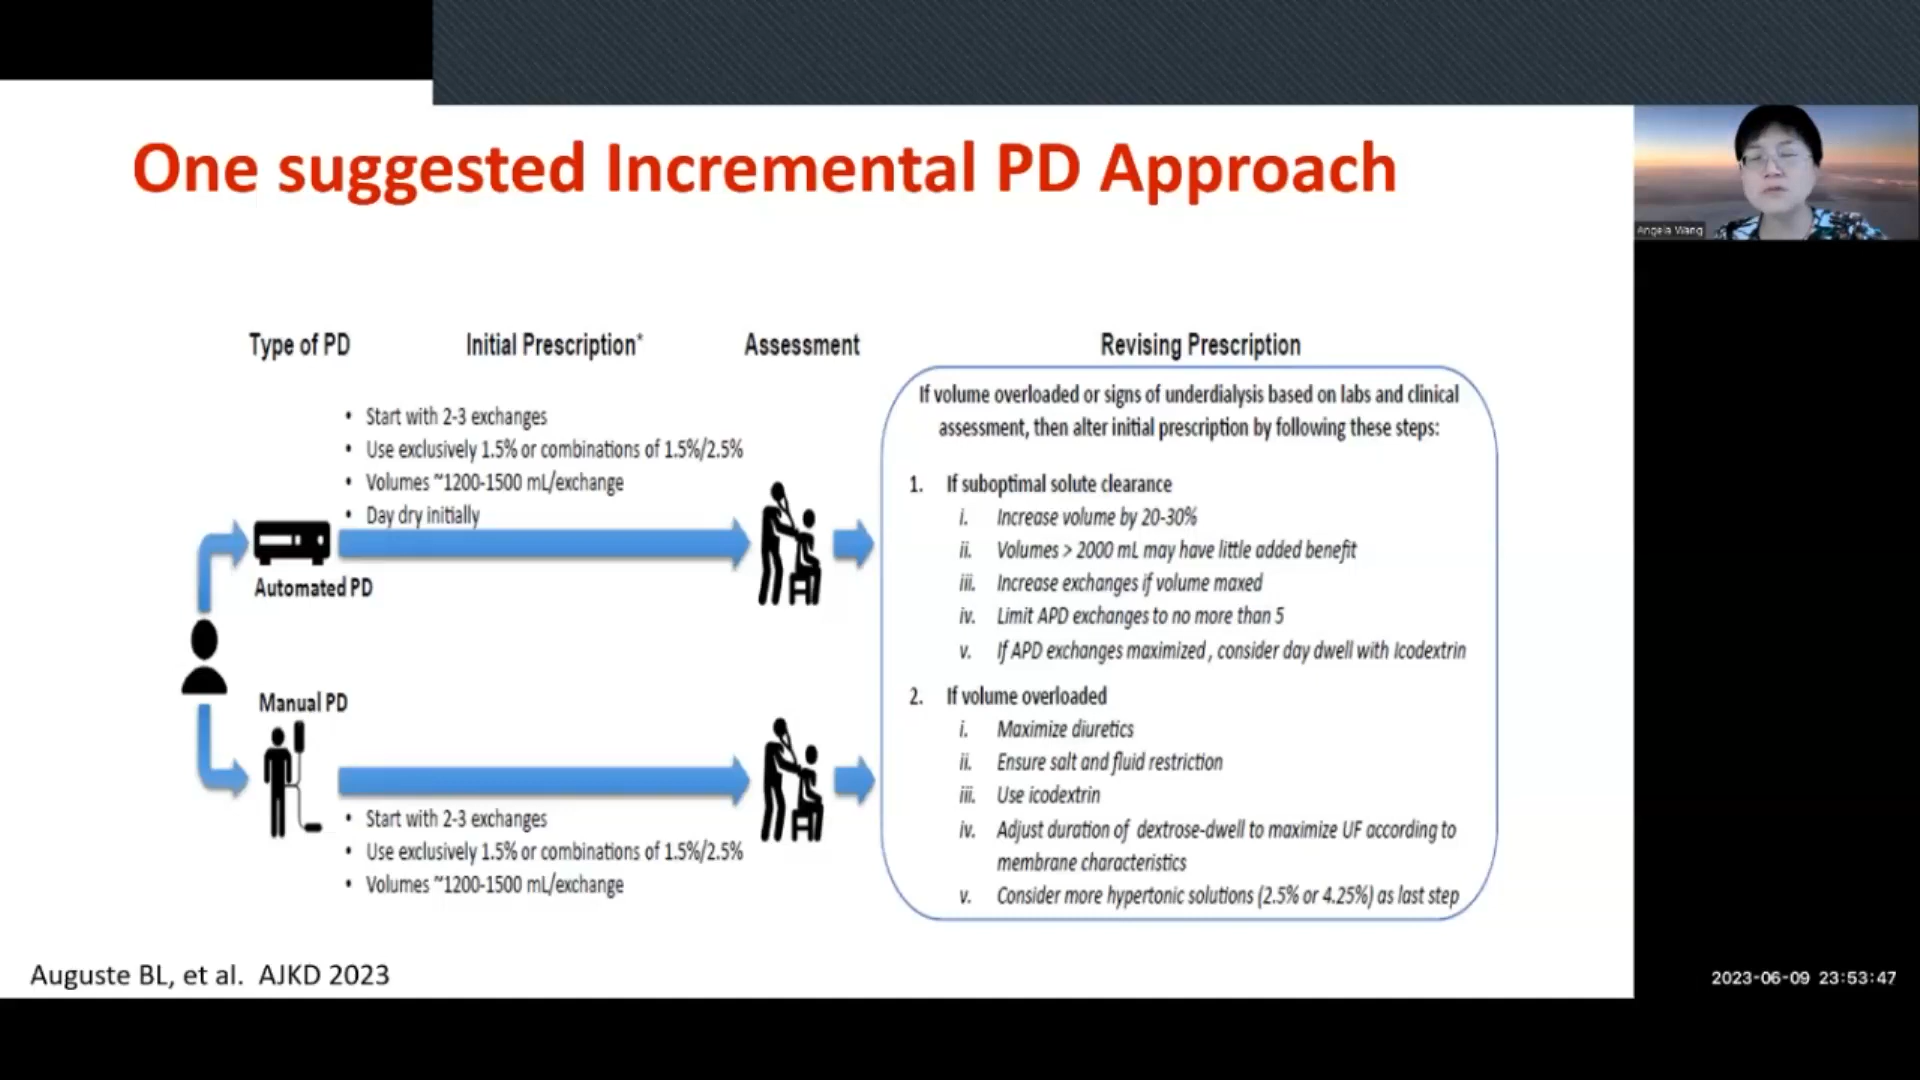 One suggested Incremental PD Approach
Angela Wang
Type of PD
Initial Prescription*
Assessment
Revising Prescription
• Start with 2-3 exchanges
• Use exclusively 1.5% or combinations of 1.5%/2.5%
• Volumes ~1200-1500 mL/exchange
• Day dry initially
Automated PD
Manual PD
• Start with 2-3 exchanges
• Use exclusively 1.5% or combinations of 1.5%/2.5%
• Volumes ~1200-1500 mL/exchange
If volume overloaded or signs of underdialysis based on labs and clinical
assessment, then alter initial prescription by following these steps:
1. If suboptimal solute clearance
i. Increase volume by 20-30%
ii. Volumes > 2000 mL may have little added benefit
iii. Increase exchanges if volume maxed
iv. Limit APD exchanges to no more than 5
v. If APD exchanges maximized, consider day dwell with Icodextrin
2. If volume overloaded
i. Maximize diuretics
ii. Ensure salt and fluid restriction
iii. Use icodextrin
iv. Adjust duration of dextrose-dwell to maximize UF according to
membrane characteristics
v. Consider more hypertonic solutions (2.5% or 4.25%) as last step
Auguste BL, et al. AJKD 2023
2023-06-09 23:53:47